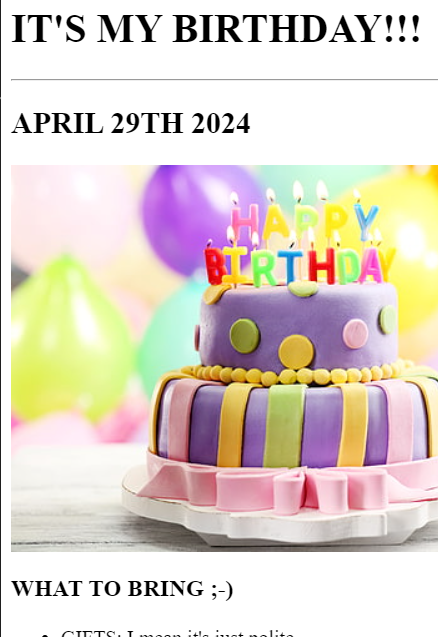 IT'S MY BIRTHDAY!!!
APRIL 29TH 2024
HAPPY
BIRTHDAY
WHAT TO BRING ;-)
• GIFTS: I mean it's just polite